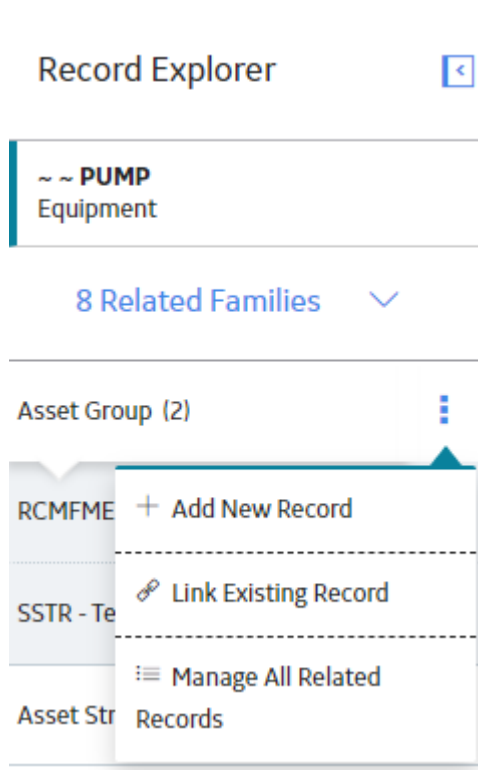 Record Explorer
~ ~ PUMP
Equipment
8 Related Families
Asset Group (2)
RCMFME
Add New Record
Link Existing Record
SSTR - Te
Manage All Related
Records
Asset Str